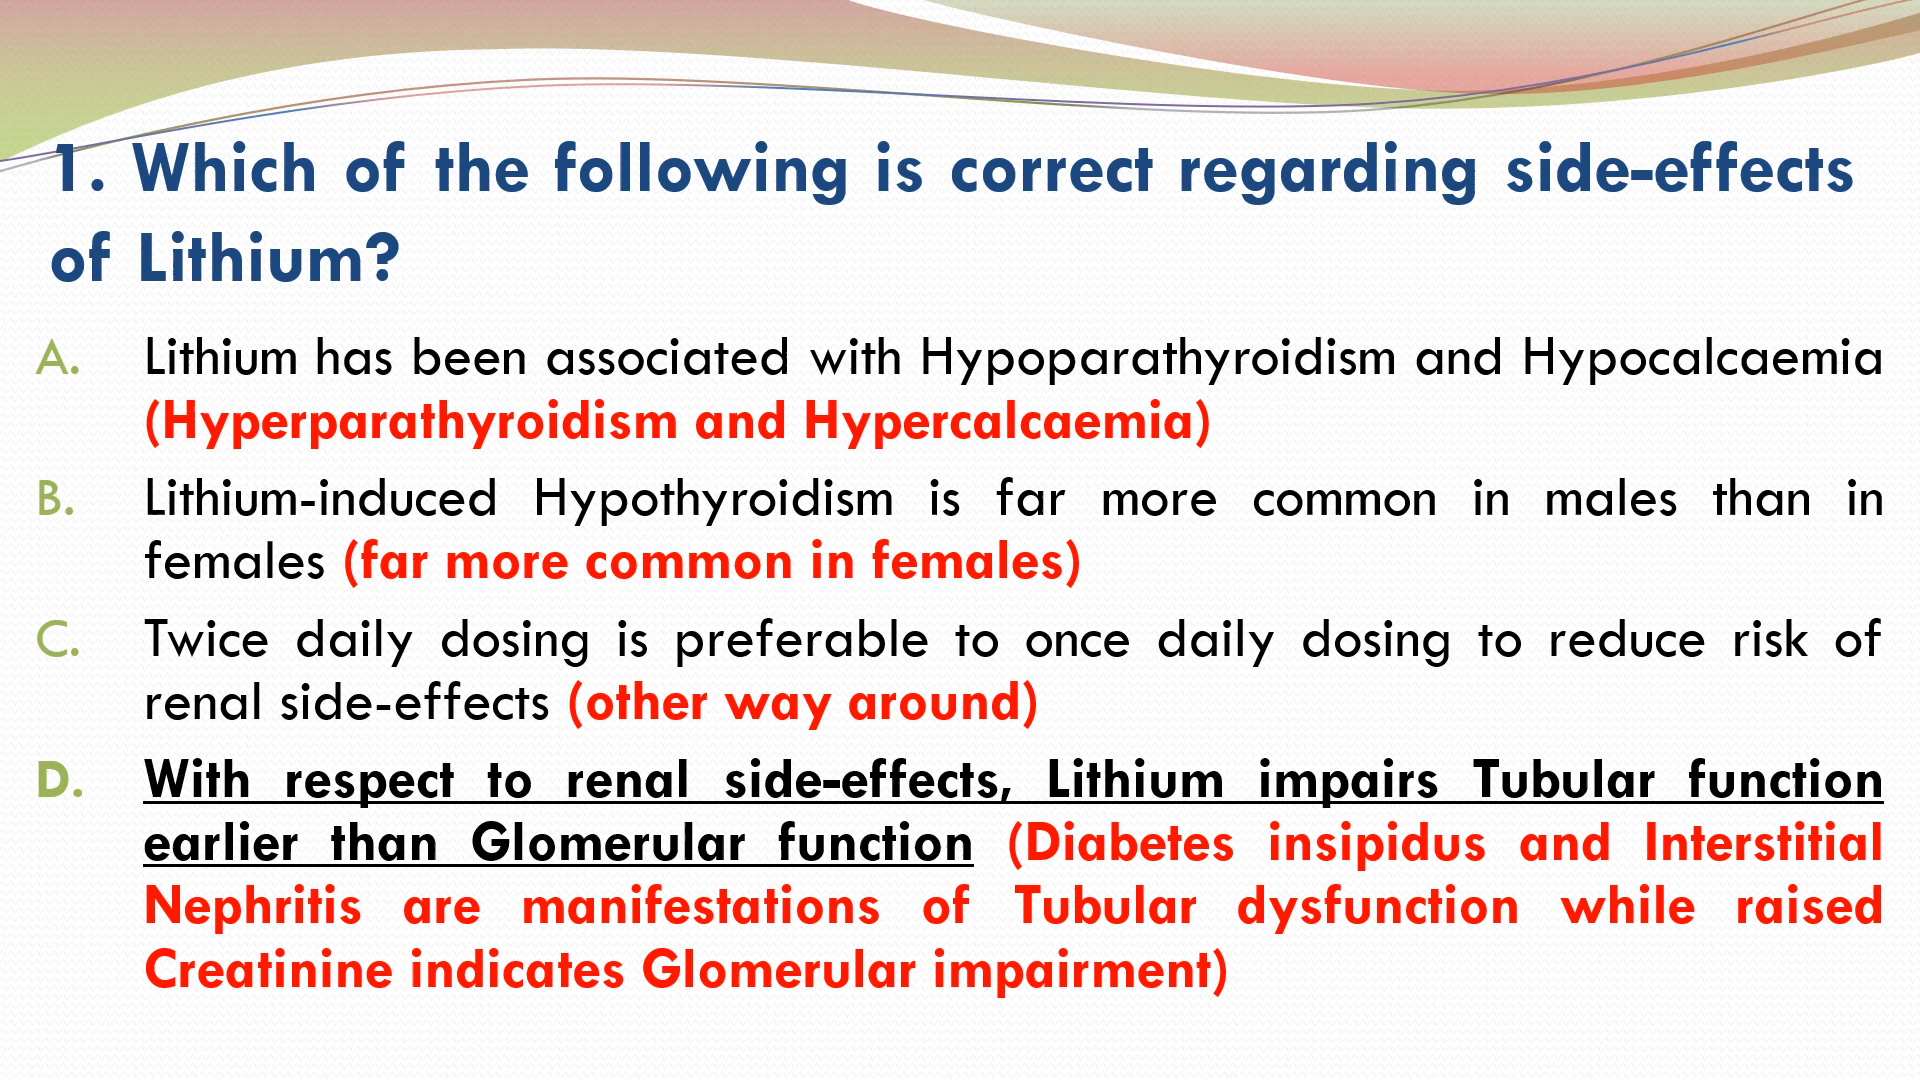 1. Which of the following is correct regarding side-effects
of Lithium?
A. Lithium has been associated with Hypoparathyroidism and Hypocalcaemia
(Hyperparathyroidism and Hypercalcaemia)
B. Lithium-induced Hypothyroidism is far more common in males than in
females (far more common in females)
C. Twice daily dosing is preferable to once daily dosing to reduce risk of
renal side-effects (other way around)
D. With respect to renal side-effects, Lithium impairs Tubular function
earlier than Glomerular function (Diabetes insipidus and Interstitial
Nephritis are manifestations of Tubular dysfunction while raised
Creatinine indicates Glomerular impairment)